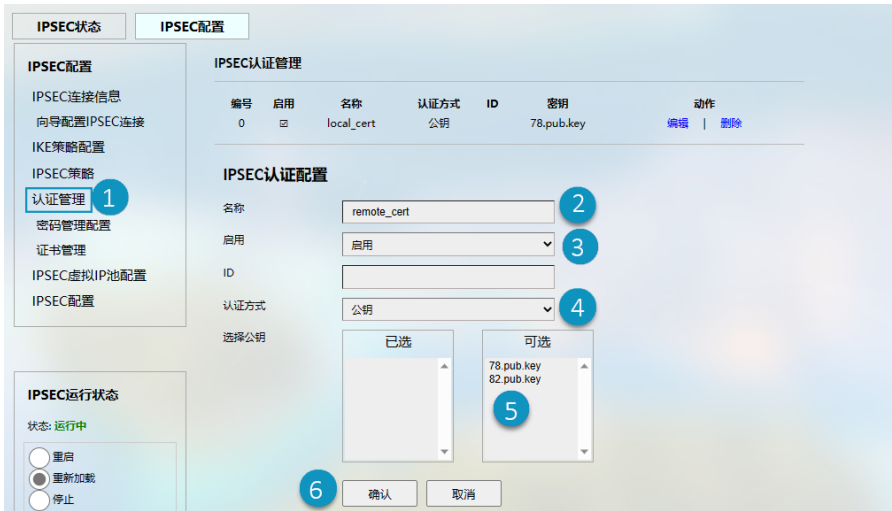 IPSEC状态 IPSEC配置
IPSEC配置
IPSEC连接信息
向导配置IPSEC连接
IKE策略配置
IPSEC策略
认证管理 1
密码管理配置
证书管理
IPSEC虚拟IP池配置
IPSEC配置
IPSEC运行状态
状态: 运行中
重启
重新加载
停止
IPSEC认证管理
编号 启用 名称 认证方式 ID 密钥 动作
0 ☑ local_cert 公钥 78.pub.key 编辑 | 删除
IPSEC认证配置
名称 remote_cert 2
启用 启用 3
ID
认证方式 公钥 4
选择公钥 已选 可选
78.pub.key
82.pub.key
5
6 确认 取消